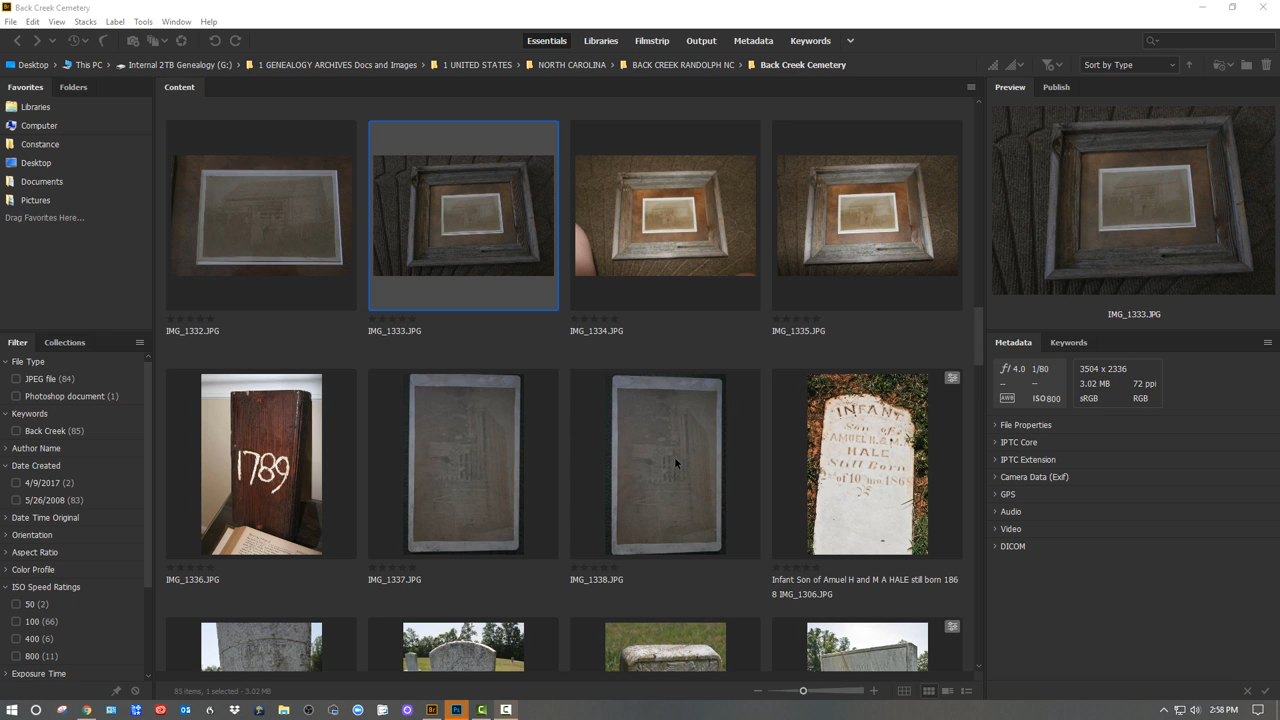 Back Creek Cemetery
File Edit View Stacks Label Tools Window Help
Essentials Libraries Filmstrip Output Metadata Keywords
Desktop This PC Internal 2TB Genealogy (G:) 1 GENEALOGY ARCHIVES Docs and Images 1 UNITED STATES NORTH CAROLINA BACK CREEK RANDOLPH NC Back Creek Cemetery Sort by Type
Favorites Folders
Libraries
Computer
Constance
Desktop
Documents
Pictures
Drag Favorites Here...
Filter Collections
File Type
JPEG file (84)
Photoshop document (1)
Keywords
Back Creek (85)
Author Name
Date Created
4/9/2017 (2)
5/26/2008 (83)
Date Time Original
Orientation
Aspect Ratio
Color Profile
ISO Speed Ratings
50 (2)
100 (66)
400 (6)
800 (11)
Exposure Time
Content
IMG_1332.JPG IMG_1333.JPG IMG_1334.JPG IMG_1335.JPG
1789
INFANT
Son of
SAMUEL H. & M. A.
HALE
Still Born
IMG_1336.JPG IMG_1337.JPG IMG_1338.JPG Infant Son of Amuel H and M A HALE still born 186
8 IMG_1306.JPG
85 items, 1 selected - 3.02 MB
Preview Publish
IMG_1333.JPG
Metadata Keywords
f/ 4.0 1/80
-- --
AWB ISO800
3504 x 2336
3.02 MB 72 ppi
sRGB RGB
File Properties
IPTC Core
IPTC Extension
Camera Data (Exif)
GPS
Audio
Video
DICOM
Br Ps
2:58 PM